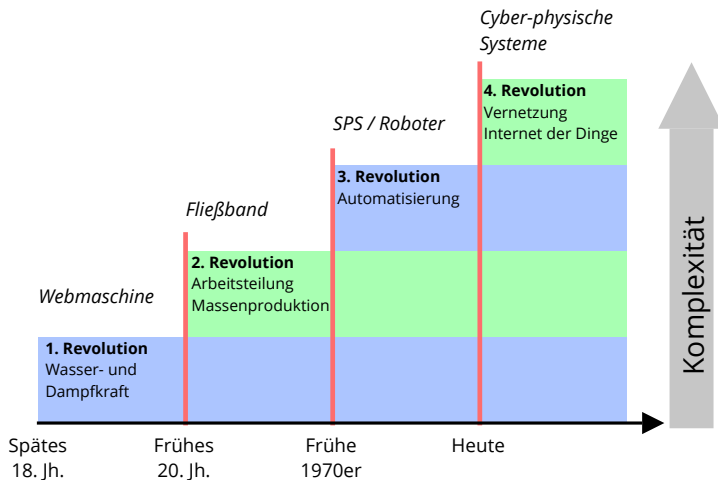 Cyber-physische
Systeme
4. Revolution
Vernetzung
Internet der Dinge
SPS / Roboter
3. Revolution
Automatisierung
Fließband
2. Revolution
Arbeitsteilung
Massenproduktion
Webmaschine
1. Revolution
Wasser- und
Dampfkraft
Komplexität
Spätes
18. Jh.
Frühes
20. Jh.
Frühe
1970er
Heute